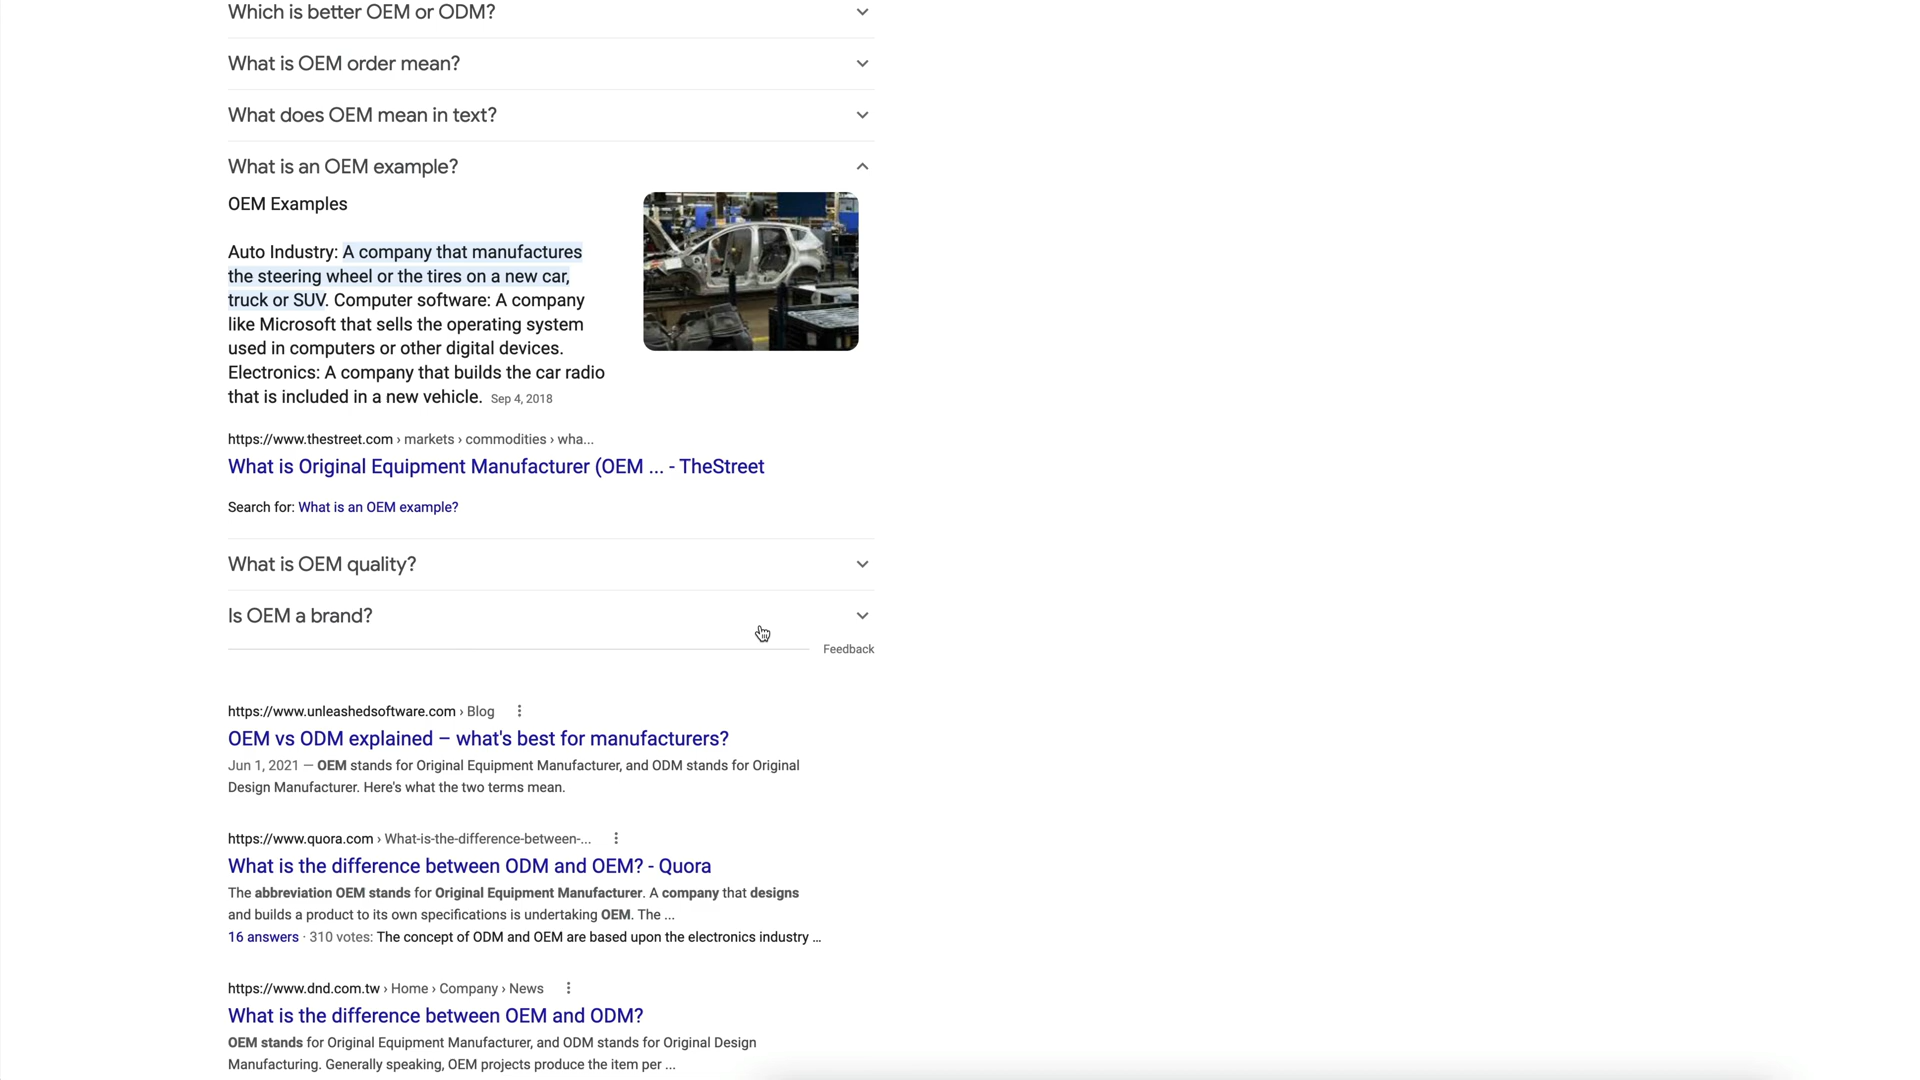 Which is better OEM or ODM?
What is OEM order mean?
What does OEM mean in text?
What is an OEM example?
OEM Examples
Auto Industry: A company that manufactures
the steering wheel or the tires on a new car,
truck or SUV. Computer software: A company
like Microsoft that sells the operating system
used in computers or other digital devices.
Electronics: A company that builds the car radio
that is included in a new vehicle. Sep 4, 2018
https://www.thestreet.com › markets › commodities › wha...
What is Original Equipment Manufacturer (OEM ... - TheStreet
Search for: What is an OEM example?
What is OEM quality?
Is OEM a brand?
Feedback
https://www.unleashedsoftware.com › Blog
OEM vs ODM explained – what's best for manufacturers?
Jun 1, 2021 — OEM stands for Original Equipment Manufacturer, and ODM stands for Original
Design Manufacturer. Here's what the two terms mean.
https://www.quora.com › What-is-the-difference-between-...
What is the difference between ODM and OEM? - Quora
The abbreviation OEM stands for Original Equipment Manufacturer. A company that designs
and builds a product to its own specifications is undertaking OEM. The ...
16 answers · 310 votes: The concept of ODM and OEM are based upon the electronics industry ...
https://www.dnd.com.tw › Home › Company › News
What is the difference between OEM and ODM?
OEM stands for Original Equipment Manufacturer, and ODM stands for Original Design
Manufacturing. Generally speaking, OEM projects produce the item per ...